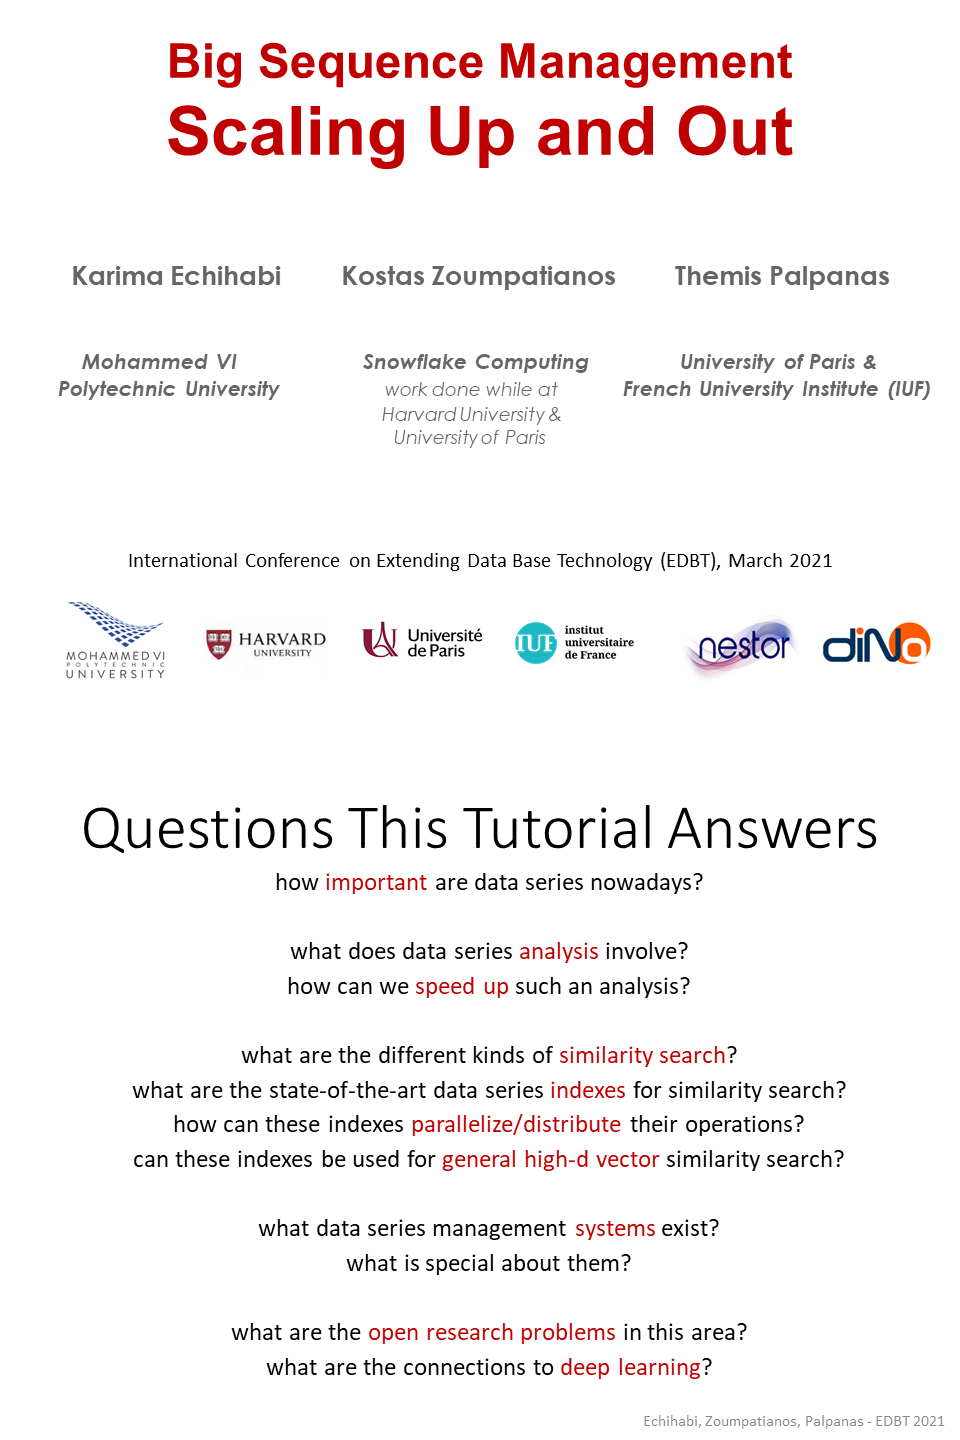 Big Sequence Management
Scaling Up and Out
Karima Echihabi
Kostas Zoumpatianos
Themis Palpanas
Mohammed VI
Polytechnic University
Snowflake Computing
work done while at
Harvard University &
University of Paris
University of Paris &
French University Institute (IUF)
International Conference on Extending Data Base Technology (EDBT), March 2021
MOHAMMED VI
POLYTECHNIC
UNIVERSITY
HARVARD
UNIVERSITY
Université
de Paris
IUF
institut
universitaire
de France
nestor
diNo
Questions This Tutorial Answers
how important are data series nowadays?
what does data series analysis involve?
how can we speed up such an analysis?
what are the different kinds of similarity search?
what are the state-of-the-art data series indexes for similarity search?
how can these indexes parallelize/distribute their operations?
can these indexes be used for general high-d vector similarity search?
what data series management systems exist?
what is special about them?
what are the open research problems in this area?
what are the connections to deep learning?
Echihabi, Zoumpatianos, Palpanas - EDBT 2021